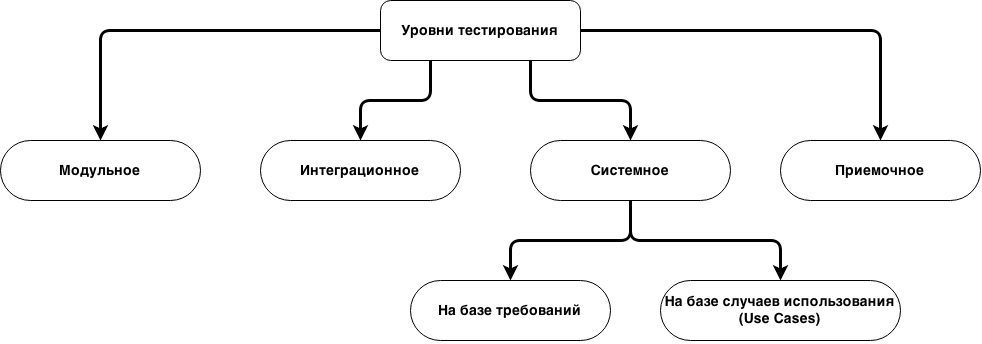 Уровни тестирования
Модульное
Интеграционное
Системное
Приемочное
На базе требований
На базе случаев использования
(Use Cases)